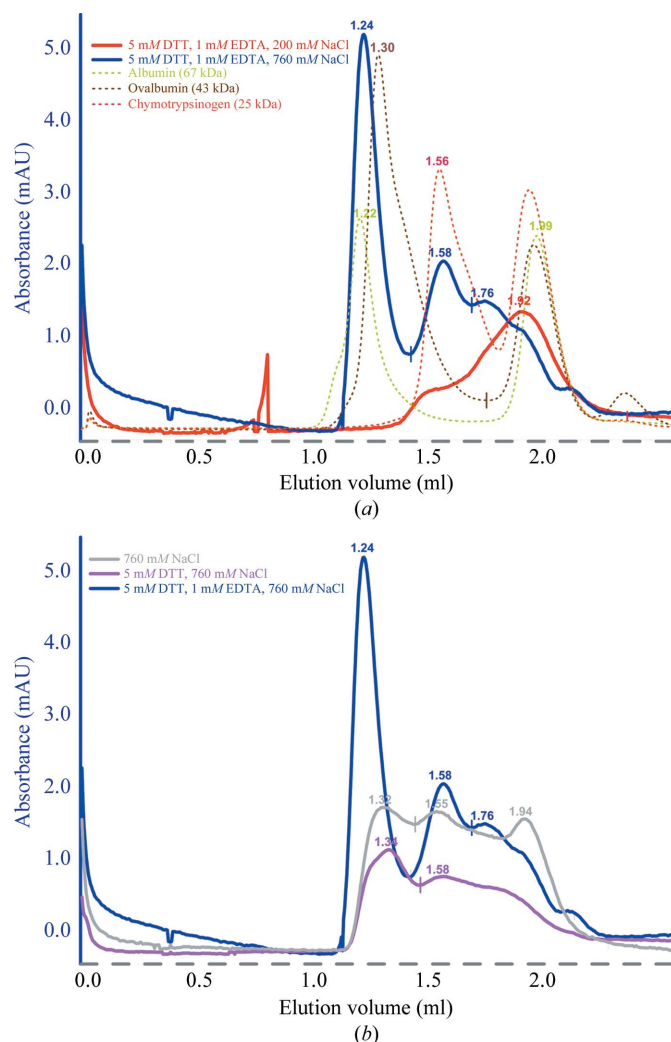 5 mM DTT, 1 mM EDTA, 200 mM NaCl
5 mM DTT, 1 mM EDTA, 760 mM NaCl
Albumin (67 kDa)
Ovalbumin (43 kDa)
Chymotrypsinogen (25 kDa)
1.24
1.30
1.56
1.22
1.99
1.58
1.76
1.92
Absorbance (mAU)
5.0
4.0
3.0
2.0
1.0
0.0
0.0 0.5 1.0 1.5 2.0
Elution volume (ml)
(a)
760 mM NaCl
5 mM DTT, 760 mM NaCl
5 mM DTT, 1 mM EDTA, 760 mM NaCl
1.24
1.58
1.32
1.55
1.76
1.94
1.34
1.58
Absorbance (mAU)
5.0
4.0
3.0
2.0
1.0
0.0
0.0 0.5 1.0 1.5 2.0
Elution volume (ml)
(b)